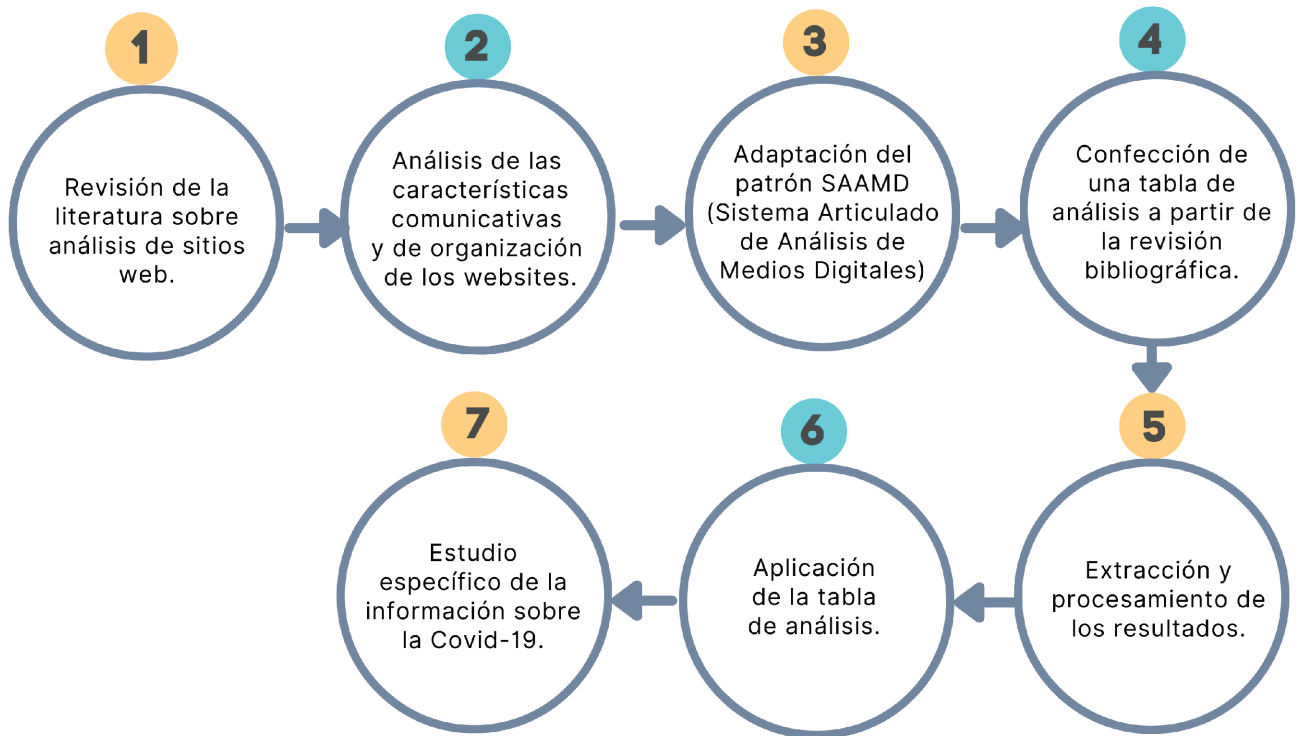 1
Revisión de la
literatura sobre
análisis de sitios
web.
2
Análisis de las
características
comunicativas
y de organización
de los websites.
3
Adaptación del
patrón SAAMD
(Sistema Articulado
de Análisis de
Medios Digitales)
4
Confección de
una tabla de
análisis a partir de
la revisión
bibliográfica.
5
Extracción y
procesamiento de
los resultados.
6
Aplicación
de la tabla
de análisis.
7
Estudio
específico de la
información sobre
la Covid-19.